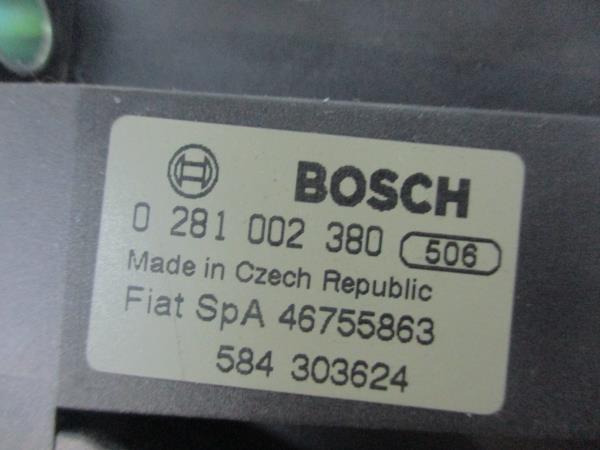 BOSCH
0 281 002 380 506
Made in Czech Republic
Fiat SpA 46755863
584 303624